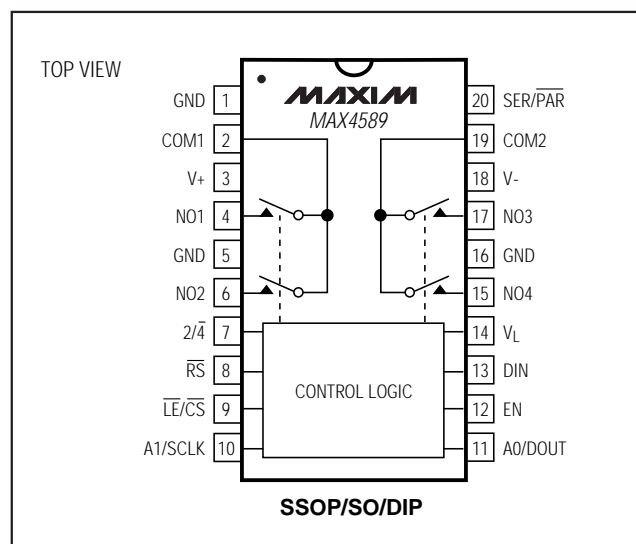 TOP VIEW
MAXIM
MAX4589
GND 1
COM1 2
V+ 3
NO1 4
GND 5
NO2 6
2/4̅ 7
R̅S̅ 8
L̅E̅/C̅S̅ 9
A1/SCLK 10
20 SER/P̅A̅R̅
19 COM2
18 V-
17 NO3
16 GND
15 NO4
14 VL
13 DIN
12 EN
11 A0/DOUT
CONTROL LOGIC
SSOP/SO/DIP